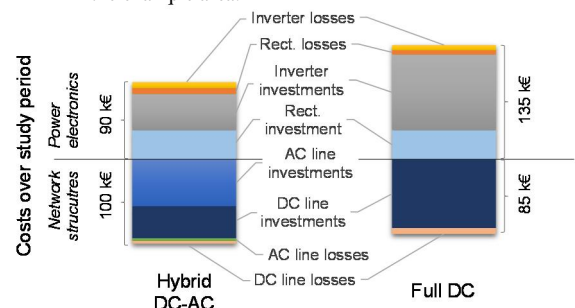 Inverter losses
Rect. losses
Inverter
investments
Rect.
investment
AC line
investments
DC line
investments
AC line losses
DC line losses
Costs over study period
Power
electronics
Network
strucutres
90 k€
100 k€
135 k€
85 k€
Hybrid
DC-AC
Full DC